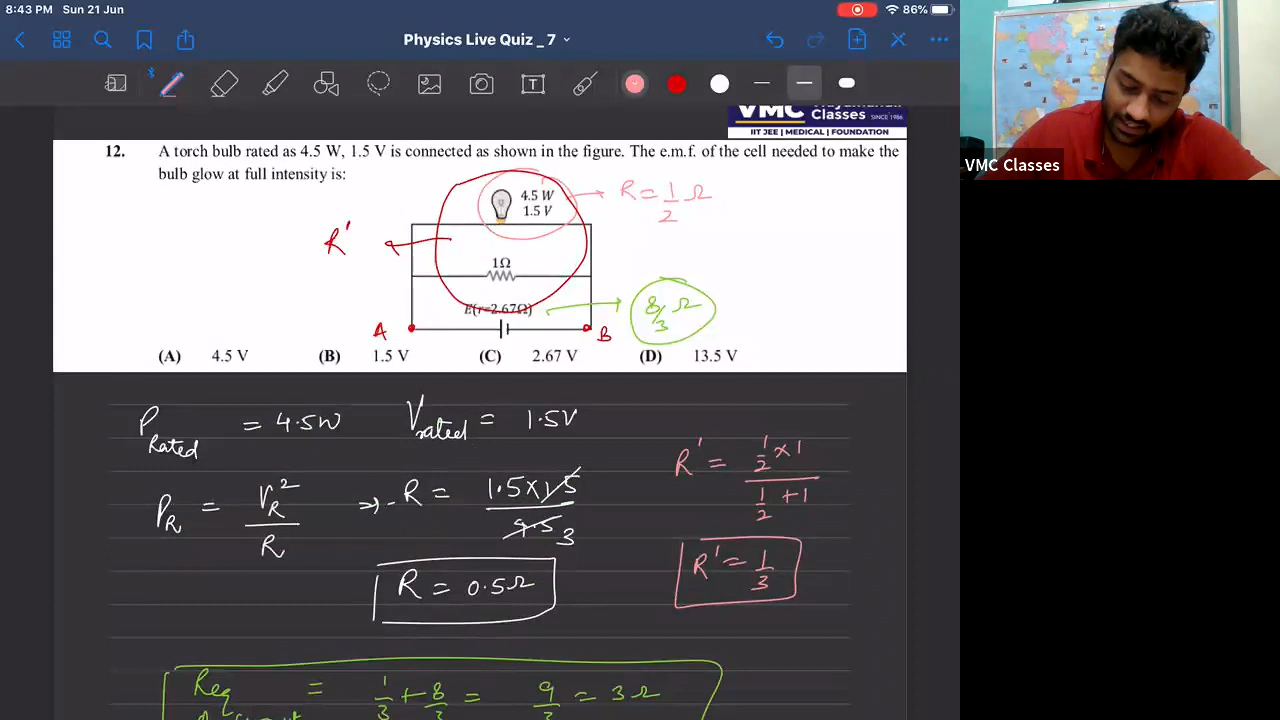 8:43 PM Sun 21 Jun
86%
Physics Live Quiz _ 7
T
VMC
Classes SINCE 1986
IIT JEE | MEDICAL | FOUNDATION
VMC Classes
12. A torch bulb rated as 4.5 W, 1.5 V is connected as shown in the figure. The e.m.f. of the cell needed to make the
bulb glow at full intensity is:
4.5 W
1.5 V
R = 1/2 Ω
R'
1Ω
E(r=2.67Ω)
8/3 Ω
A
B
(A) 4.5 V (B) 1.5 V (C) 2.67 V (D) 13.5 V
P Rated = 4.5W V rated = 1.5V
R' = (1/2 × 1)/(1/2 + 1)
P_R = V_R²/R ⇒ R = 1.5×1.5/4.5 3
R' = 1/3
R = 0.5Ω
Req = 1/3 + 8/3 = 9/3 = 3Ω